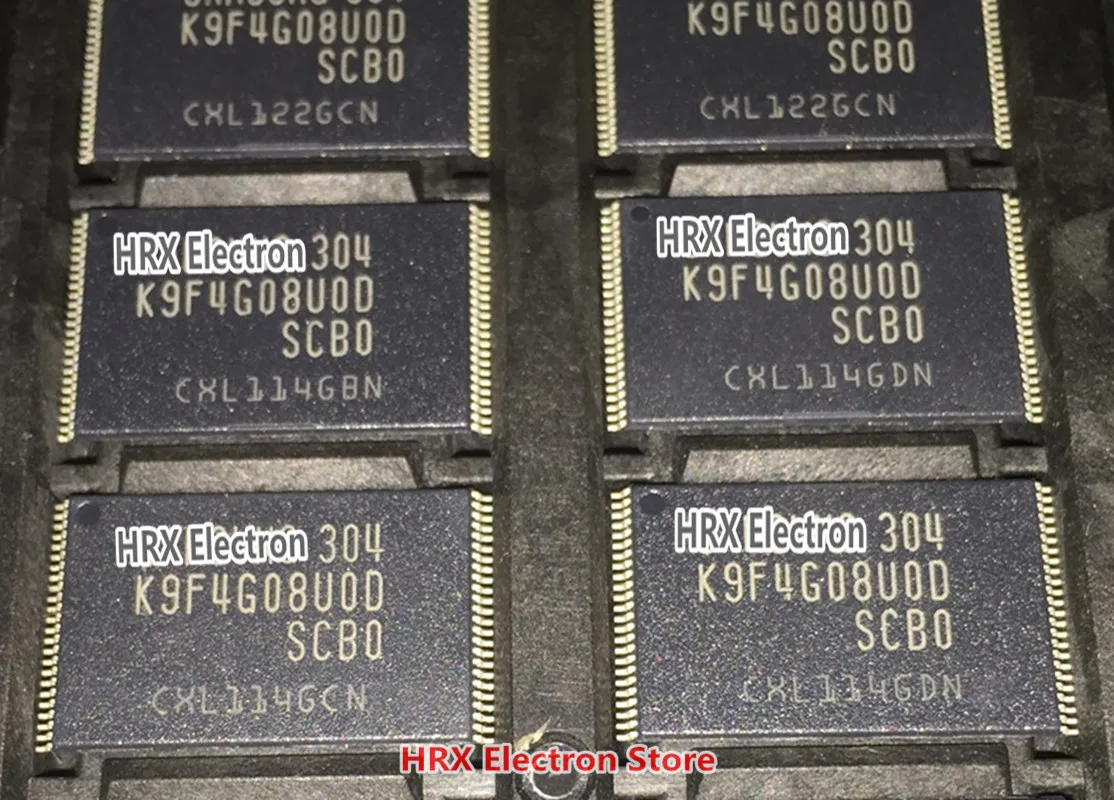 K9F4G08U0D
SCB0
CXL122GCN
K9F4G08U0D
SCB0
CXL122GCN
HRX Electron 304
K9F4G08U0D
SCB0
CXL114GBN
HRX Electron 304
K9F4G08U0D
SCB0
CXL114GDN
HRX Electron 304
K9F4G08U0D
SCB0
CXL114GCN
HRX Electron 304
K9F4G08U0D
SCB0
CXL114GDN
HRX Electron Store